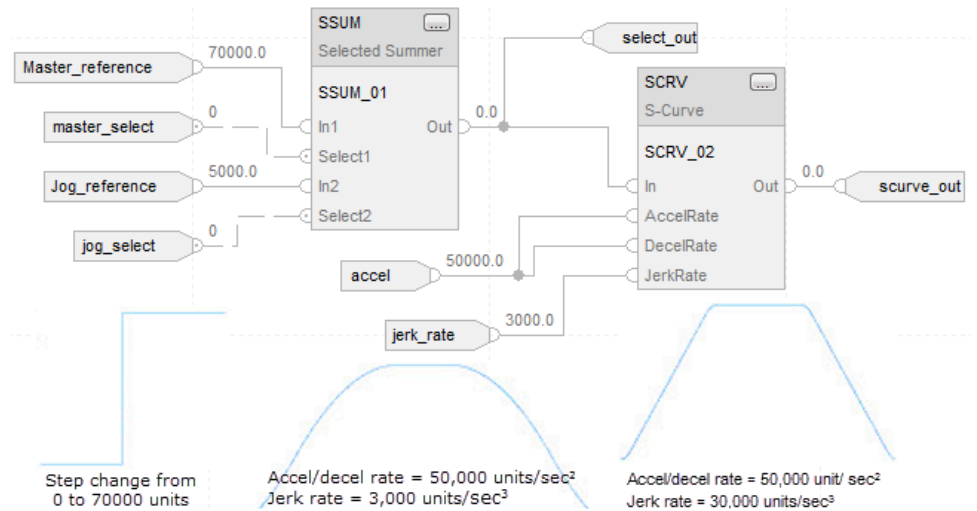 SSUM
...
Selected Summer
SSUM_01
In1
Out
Select1
In2
Select2
Master_reference
70000.0
master_select
0
Jog_reference
5000.0
jog_select
0
0.0
select_out
SCRV
...
S-Curve
SCRV_02
In
Out
AccelRate
DecelRate
JerkRate
0.0
scurve_out
accel
50000.0
jerk_rate
3000.0
Step change from
0 to 70000 units
Accel/decel rate = 50,000 units/sec²
Jerk rate = 3,000 units/sec³
Accel/decel rate = 50,000 unit/ sec²
Jerk rate = 30,000 units/sec³